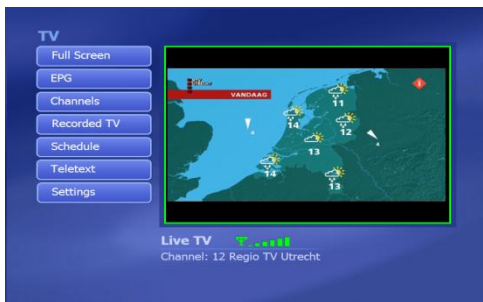 TV
Full Screen
EPG
Channels
Recorded TV
Schedule
Teletext
Settings
VANDAAG
11
14
12
13
14
13
Live TV
Channel: 12 Regio TV Utrecht